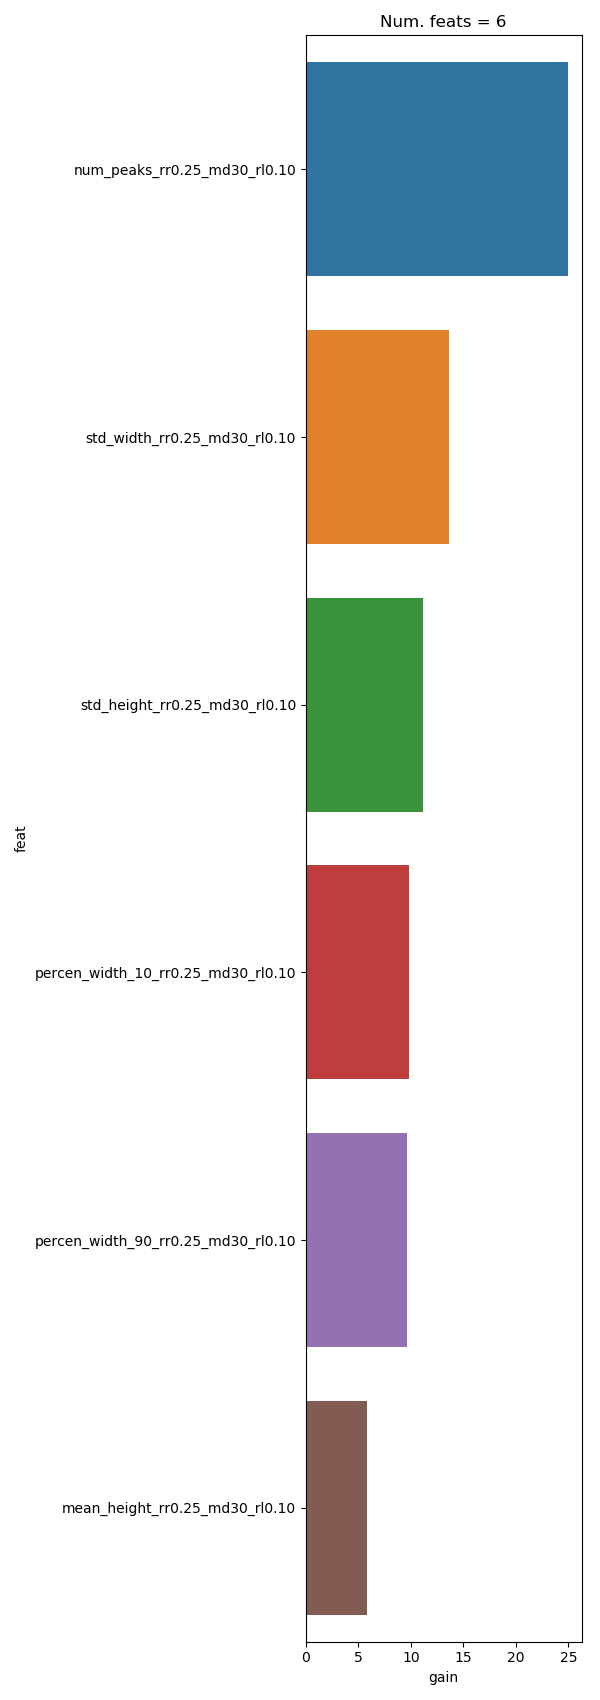 Num. feats = 6
num_peaks_rr0.25_md30_rl0.10
std_width_rr0.25_md30_rl0.10
std_height_rr0.25_md30_rl0.10
feat
percen_width_10_rr0.25_md30_rl0.10
percen_width_90_rr0.25_md30_rl0.10
mean_height_rr0.25_md30_rl0.10
0 5 10 15 20 25
gain